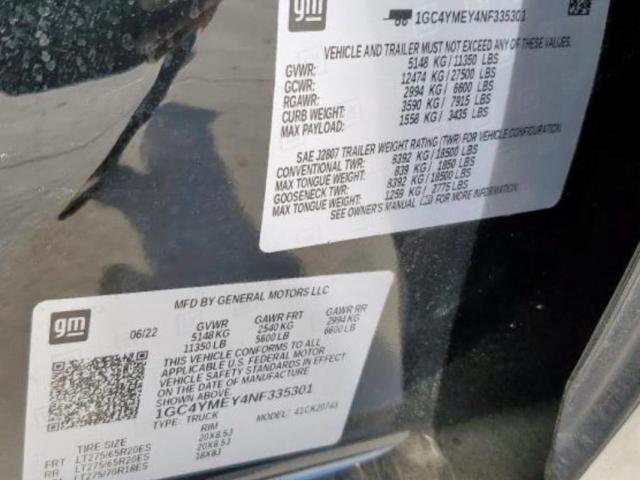 gm
1GC4YMEY4NF335301
VEHICLE AND TRAILER MUST NOT EXCEED ANY OF THESE VALUES.
GVWR: 5148 KG/11350 LBS
GCWR: 12474 KG/27500 LBS
RGAWR: 2994 KG/ 6600 LBS
CURB WEIGHT: 3590 KG/ 7915 LBS
MAX PAYLOAD: 1558 KG/ 3435 LBS
SAE J2807 TRAILER WEIGHT RATING (TWR) FOR VEHICLE CONFIGURATION
CONVENTIONAL TWR: 8392 KG/18500 LBS
MAX TONGUE WEIGHT: 839 KG/ 1850 LBS
GOOSENECK TWR: 8392 KG/18500 LBS
MAX TONGUE WEIGHT: 1259 KG/ 2775 LBS
SEE OWNER'S MANUAL FOR MORE INFORMATION.
gm
MFD BY GENERAL MOTORS LLC
06/22 GVWR GAWR FRT GAWR RR
5148KG 2540 KG 2994 KG
11350LB 5600 LB 6600 LB
THIS VEHICLE CONFORMS TO ALL
APPLICABLE U.S. FEDERAL MOTOR
VEHICLE SAFETY STANDARDS IN EFFECT
ON THE DATE OF MANUFACTURE
SHOWN ABOVE.
1GC4YMEY4NF335301
TYPE: TRUCK MODEL: 41CK20743
TIRE SIZE RIM
FRT LT275/65R20ES 20X8.5J
RR LT275/65R20ES 20X8.5J
LT275/70R18ES 18X8J